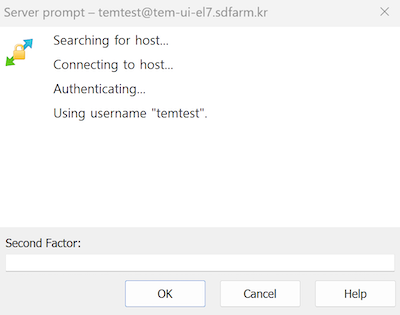 Server prompt – temtest@tem-ui-el7.sdfarm.kr
Searching for host...
Connecting to host...
Authenticating...
Using username "temtest".
Second Factor:
OK
Cancel
Help